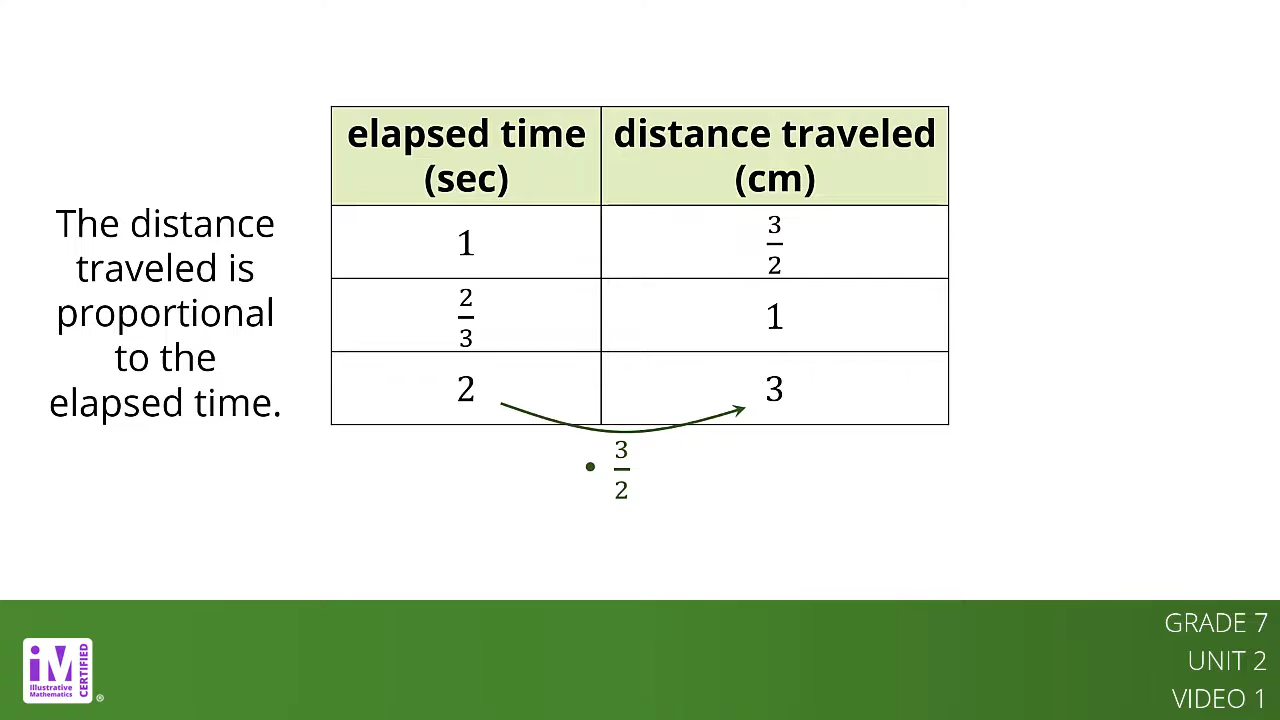 The distance
traveled is
proportional
to the
elapsed time.
elapsed time
(sec)
distance traveled
(cm)
1
3/2
2/3
1
2
3
• 3/2
iM
Illustrative
Mathematics
CERTIFIED
®
GRADE 7
UNIT 2
VIDEO 1